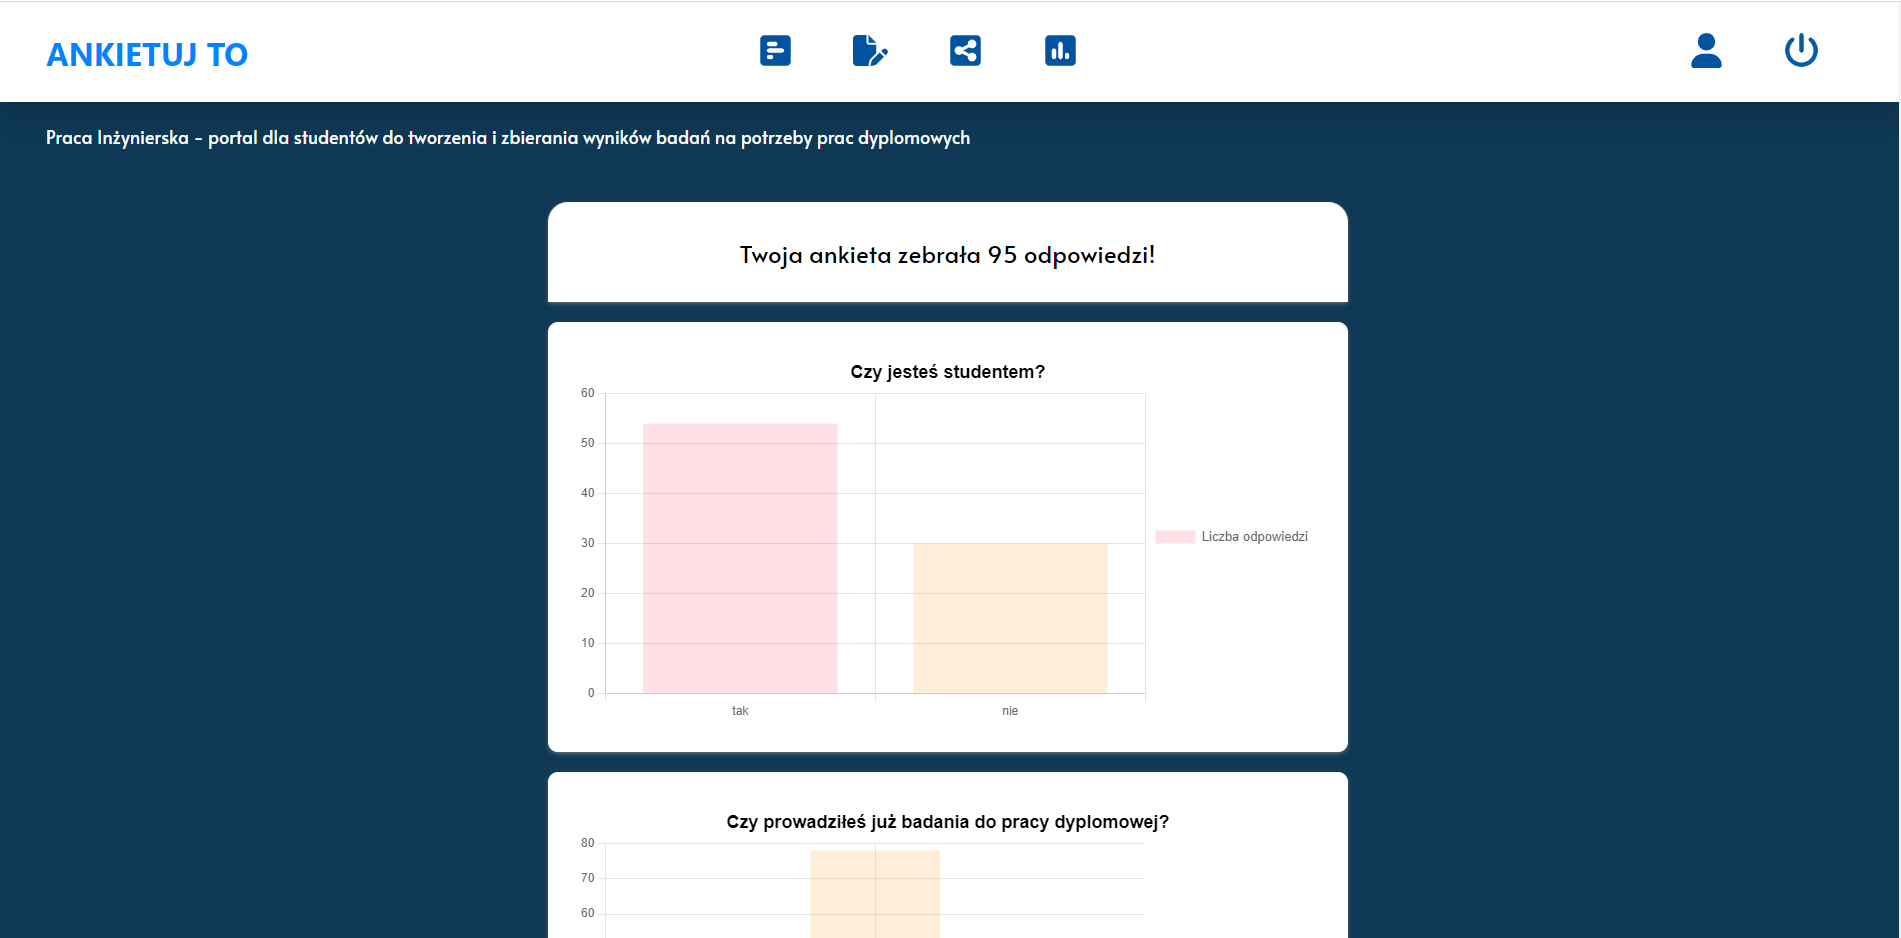 ANKIETUJ TO
Praca Inżynierska - portal dla studentów do tworzenia i zbierania wyników badań na potrzeby prac dyplomowych
Twoja ankieta zebrała 95 odpowiedzi!
Czy jesteś studentem?
60
50
40
30
20
10
0
tak
nie
Liczba odpowiedzi
Czy prowadziłeś już badania do pracy dyplomowej?
80
70
60